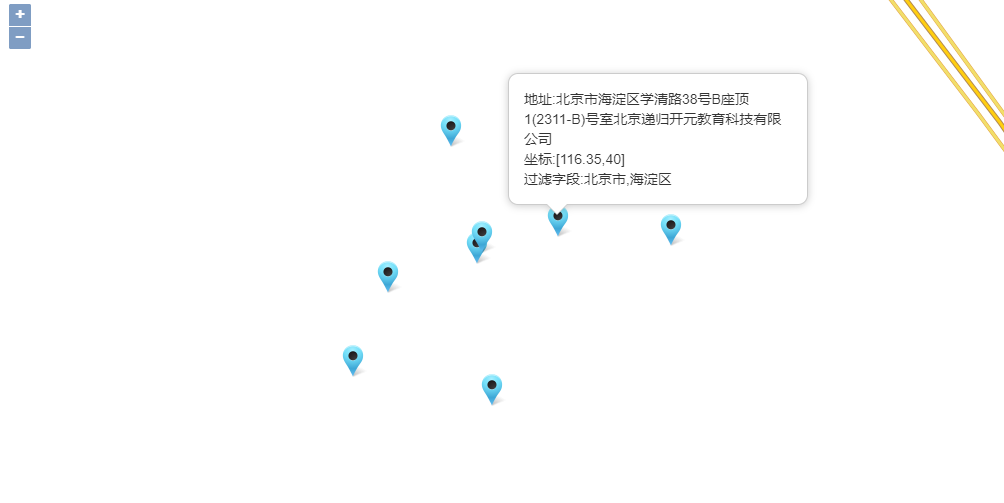 +
−
地址:北京市海淀区学清路38号B座顶
1(2311-B)号室北京递归开元教育科技有限
公司
坐标:[116.35,40]
过滤字段:北京市,海淀区